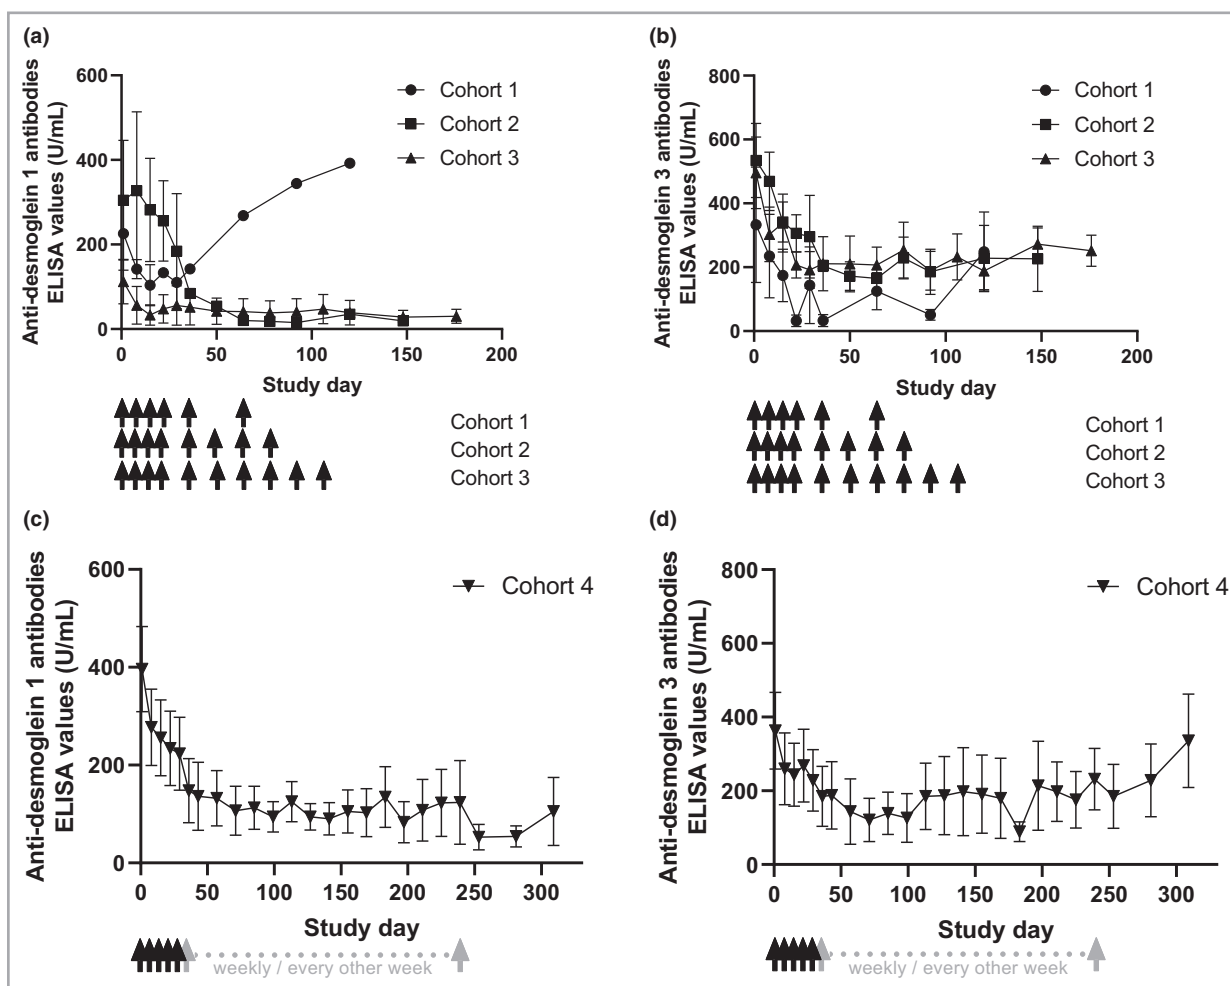 (a)
Anti-desmoglein 1 antibodies
ELISA values (U/mL)
600
400
200
0
0 50 100 150 200
Study day
Cohort 1
Cohort 2
Cohort 3
Cohort 1
Cohort 2
Cohort 3
(b)
Anti-desmoglein 3 antibodies
ELISA values (U/mL)
800
600
400
200
0
0 50 100 150 200
Study day
Cohort 1
Cohort 2
Cohort 3
Cohort 1
Cohort 2
Cohort 3
(c)
Anti-desmoglein 1 antibodies
ELISA values (U/mL)
600
400
200
0
0 50 100 150 200 250 300
Study day
Cohort 4
weekly / every other week
(d)
Anti-desmoglein 3 antibodies
ELISA values (U/mL)
800
600
400
200
0
0 50 100 150 200 250 300
Study day
Cohort 4
weekly / every other week